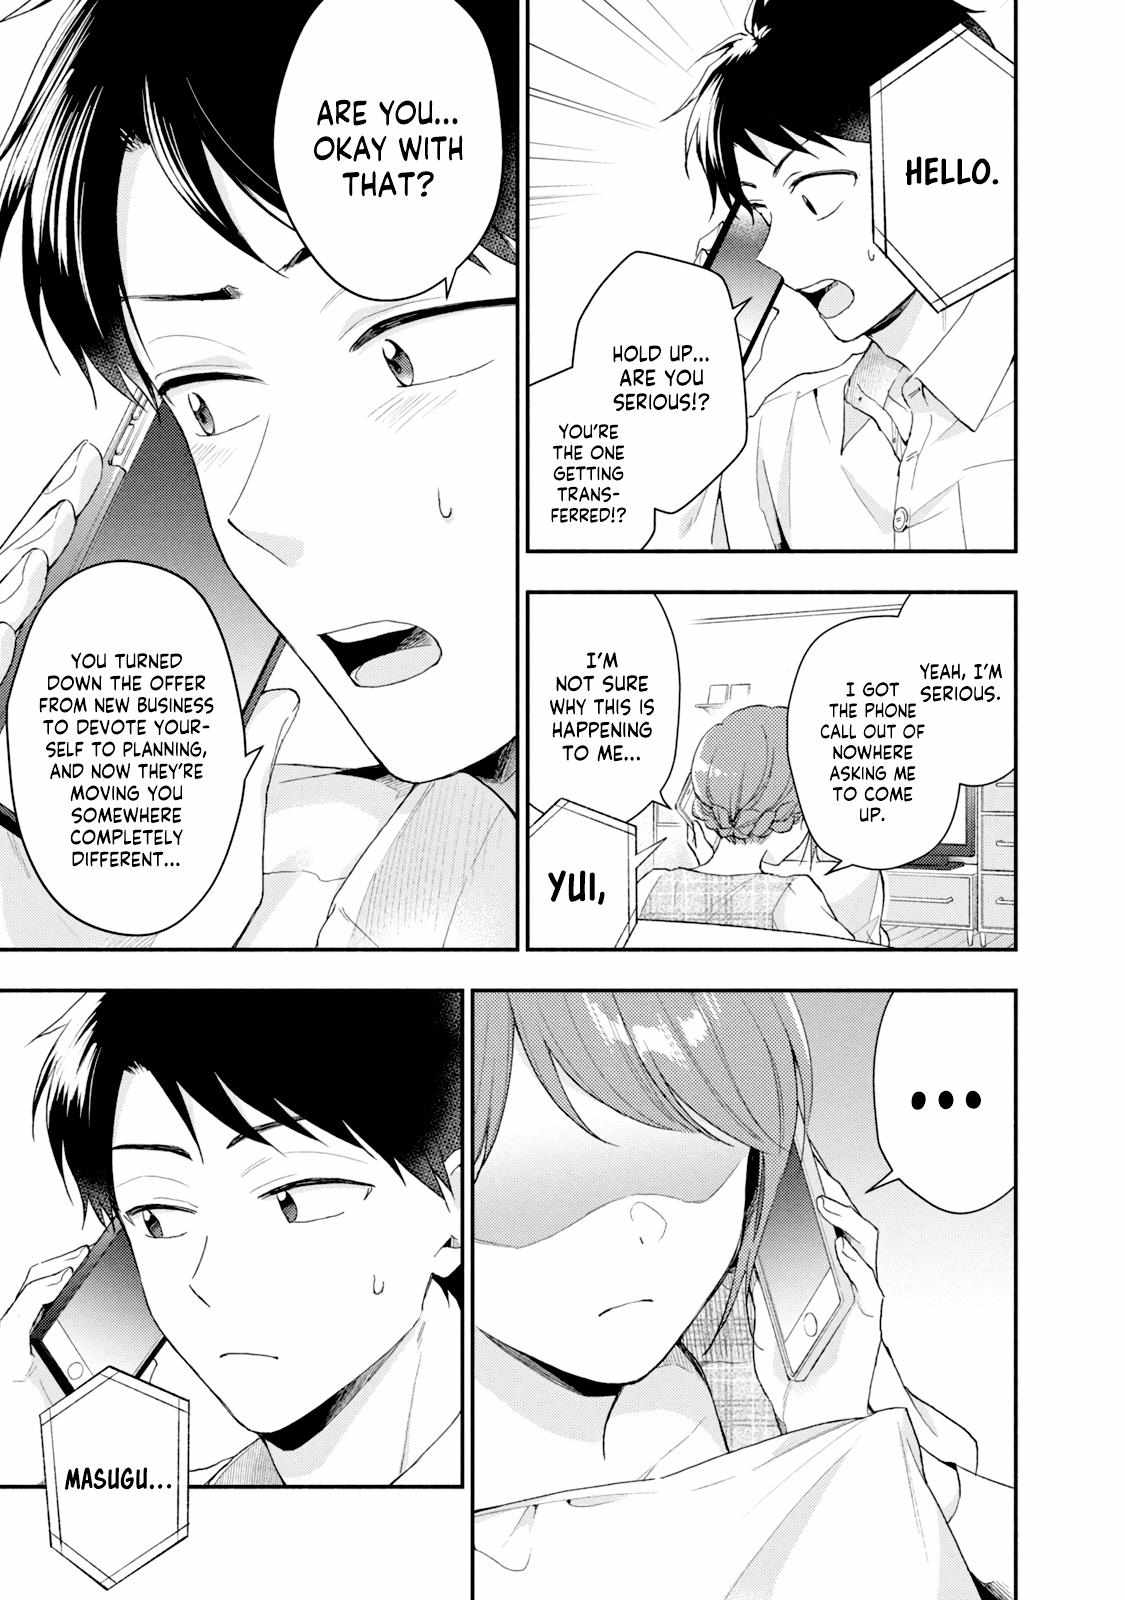 HELLO.
HOLD UP...
ARE YOU
SERIOUS!?
YOU'RE
THE ONE
GETTING
TRANS-
FERRED!?
YEAH, I'M
SERIOUS.
I GOT
THE PHONE
CALL OUT OF
NOWHERE
ASKING ME
TO COME
UP.
I'M
NOT SURE
WHY THIS IS
HAPPENING
TO ME...
YUI,
ARE YOU...
OKAY WITH
THAT?
YOU TURNED
DOWN THE OFFER
FROM NEW BUSINESS
TO DEVOTE YOUR-
SELF TO PLANNING,
AND NOW THEY'RE
MOVING YOU
SOMEWHERE
COMPLETELY
DIFFERENT...
...
MASUGU...